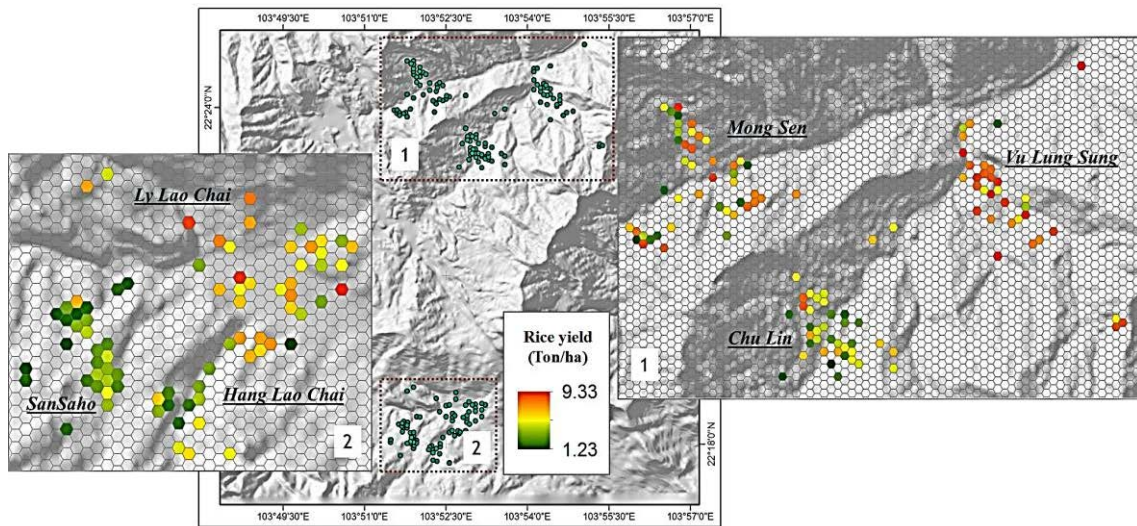 103°49'30"E 103°51'0"E 103°52'30"E 103°54'0"E 103°55'30"E 103°57'0"E
22°24'0"N
1
Mong Sen
Vu Lung Sung
Chu Lin
1
Ly Lao Chai
SanSaho
Hang Lao Chai
2
Rice yield
(Ton/ha)
9.33
1.23
2
22°18'0"N
103°49'30"E 103°51'0"E 103°52'30"E 103°54'0"E 103°55'30"E 103°57'0"E